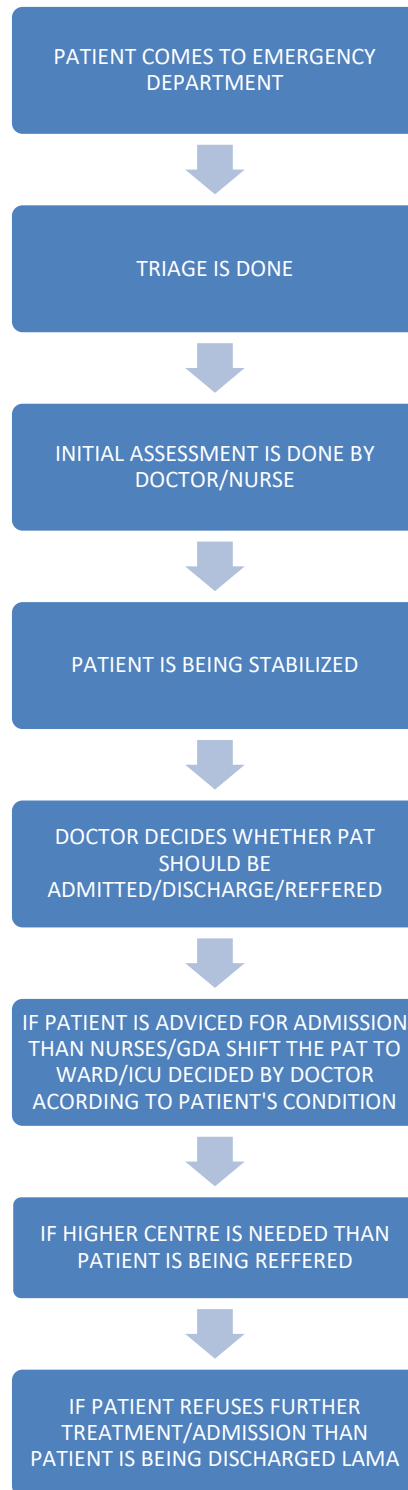 PATIENT COMES TO EMERGENCY
DEPARTMENT
TRIAGE IS DONE
INITIAL ASSESSMENT IS DONE BY
DOCTOR/NURSE
PATIENT IS BEING STABILIZED
DOCTOR DECIDES WHETHER PAT
SHOULD BE
ADMITTED/DISCHARGE/REFFERED
IF PATIENT IS ADVICED FOR ADMISSION
THAN NURSES/GDA SHIFT THE PAT TO
WARD/ICU DECIDED BY DOCTOR
ACORDING TO PATIENT'S CONDITION
IF HIGHER CENTRE IS NEEDED THAN
PATIENT IS BEING REFFERED
IF PATIENT REFUSES FURTHER
TREATMENT/ADMISSION THAN
PATIENT IS BEING DISCHARGED LAMA